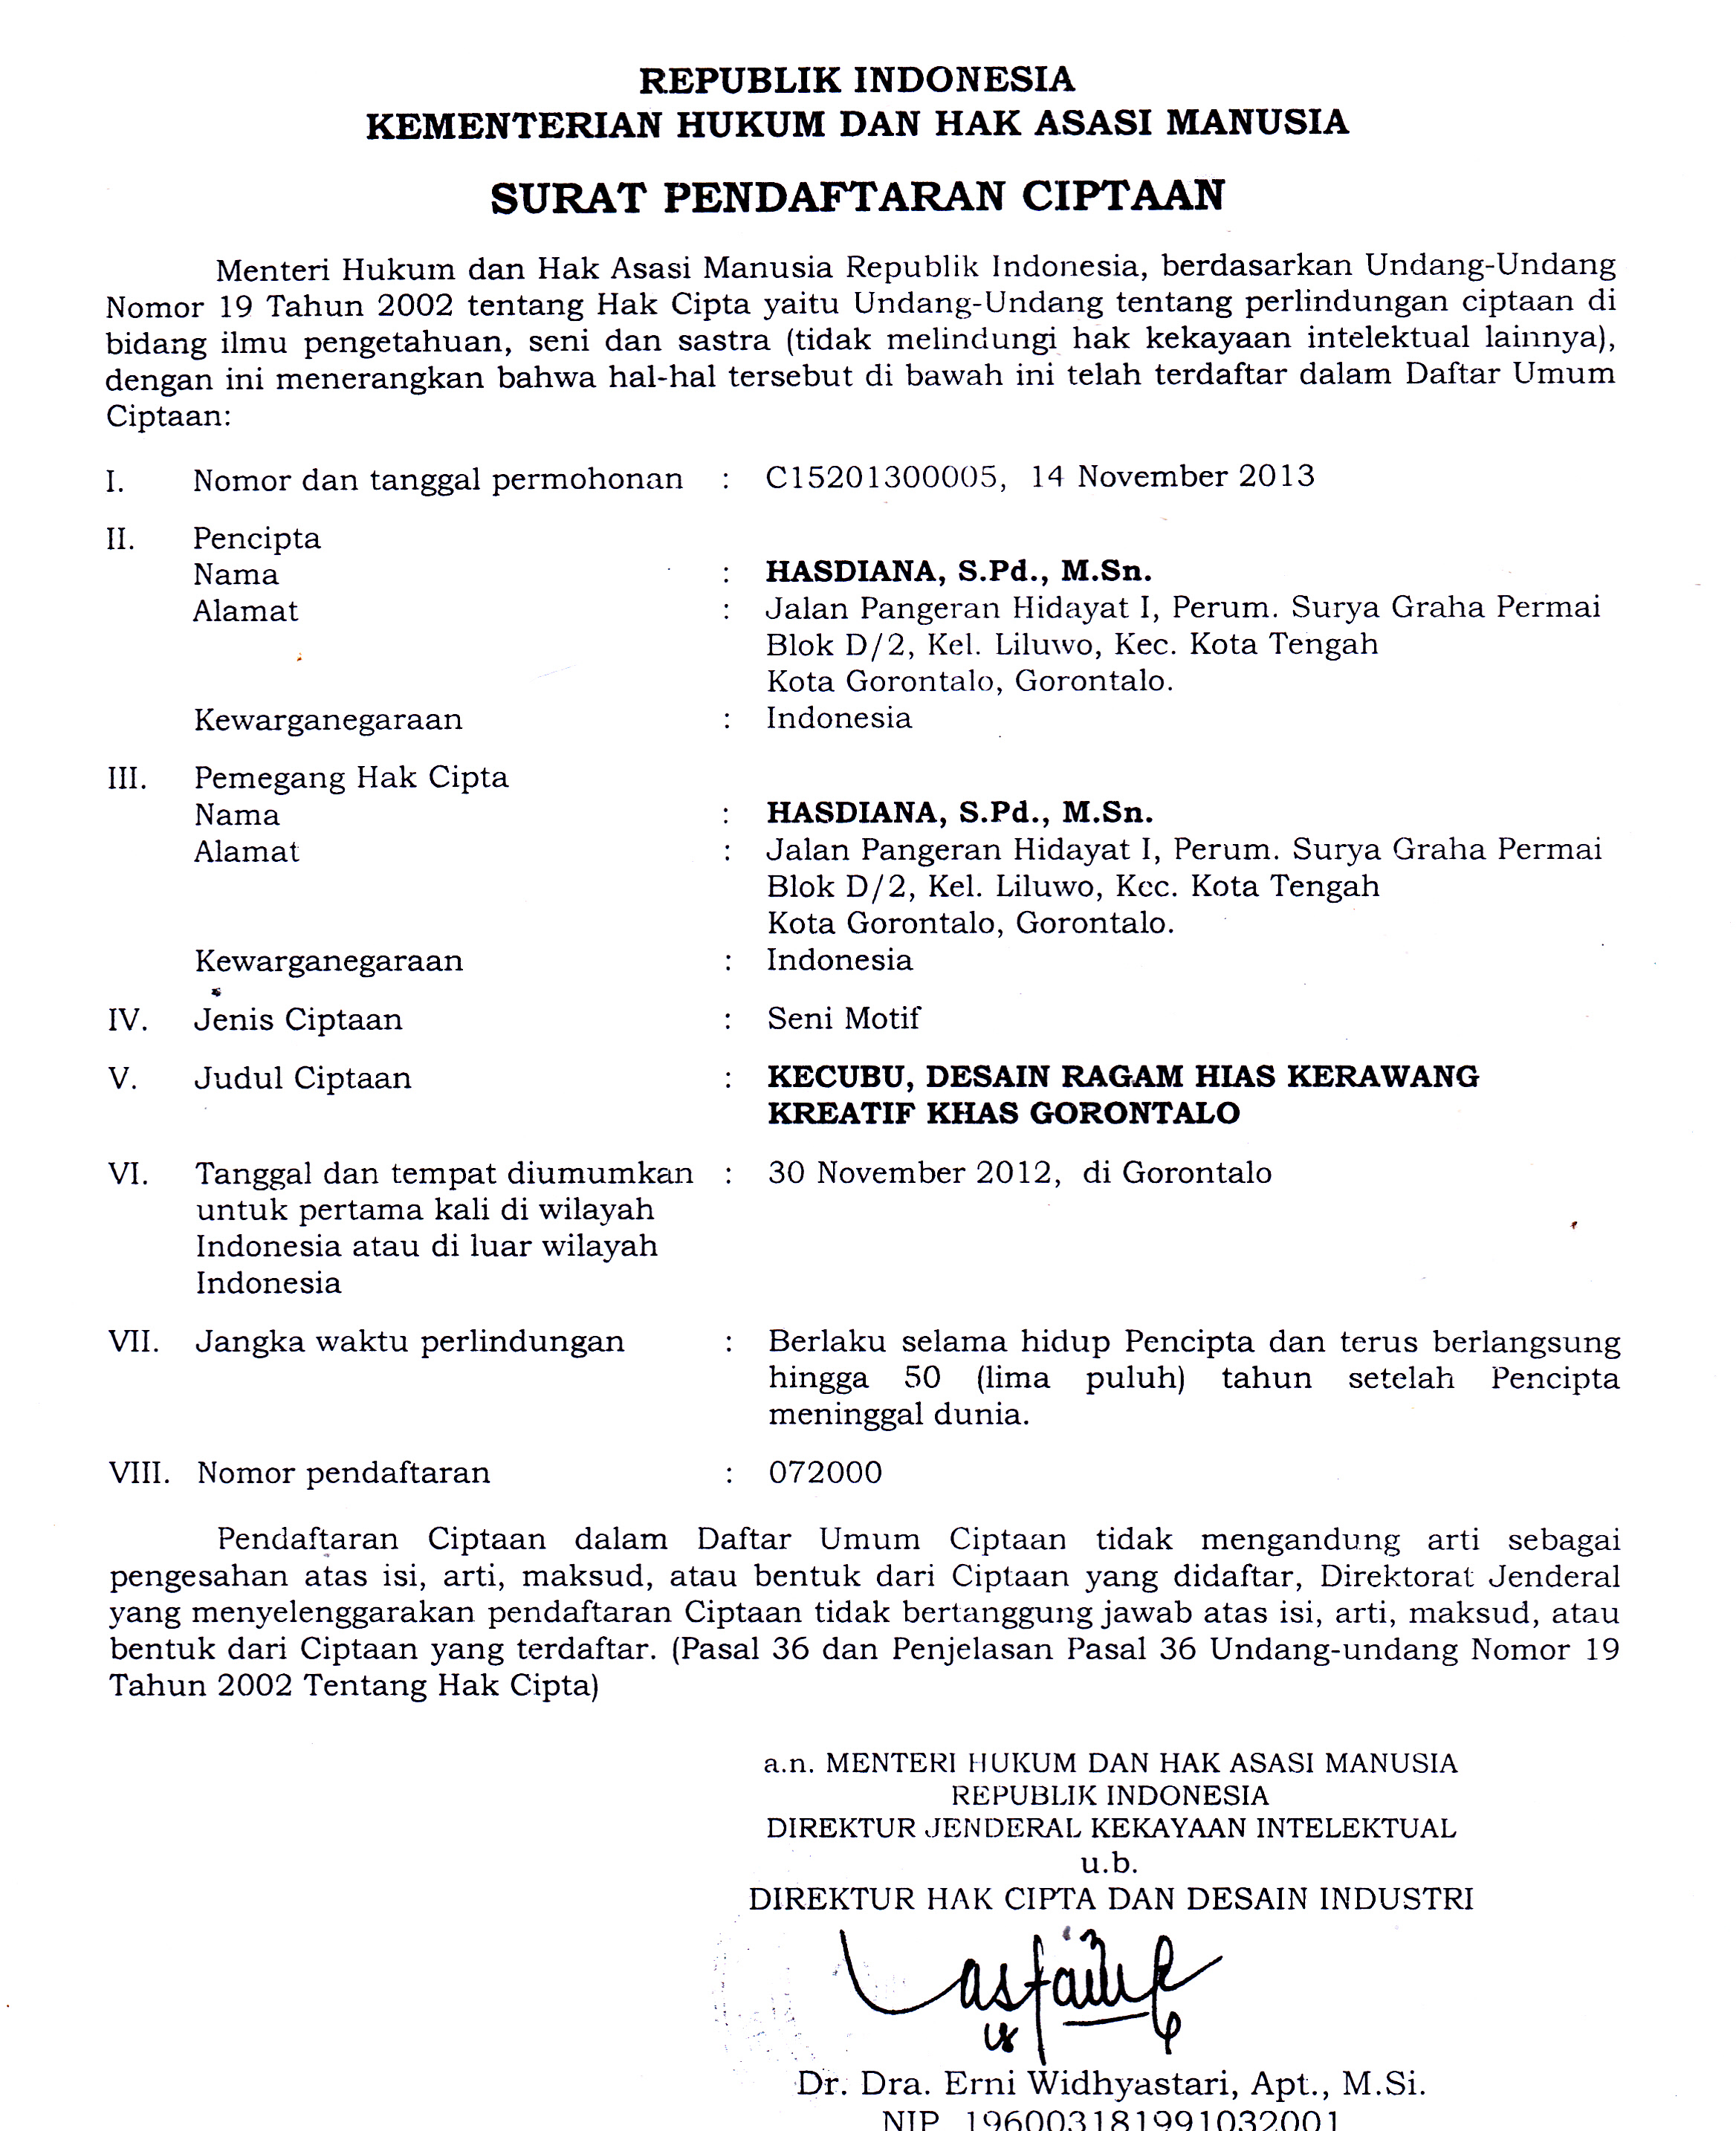 REPUBLIK INDONESIA
KEMENTERIAN HUKUM DAN HAK ASASI MANUSIA
SURAT PENDAFTARAN CIPTAAN
Menteri Hukum dan Hak Asasi Manusia Republik Indonesia, berdasarkan Undang-Undang
Nomor 19 Tahun 2002 tentang Hak Cipta yaitu Undang-Undang tentang perlindungan ciptaan di
bidang ilmu pengetahuan, seni dan sastra (tidak melindungi hak kekayaan intelektual lainnya),
dengan ini menerangkan bahwa hal-hal tersebut di bawah ini telah terdaftar dalam Daftar Umum
Ciptaan:
I. Nomor dan tanggal permohonan : C15201300005, 14 November 2013
II. Pencipta
Nama : HASDIANA, S.Pd., M.Sn.
Alamat : Jalan Pangeran Hidayat I, Perum. Surya Graha Permai
Blok D/2, Kel. Liluwo, Kec. Kota Tengah
Kota Gorontalo, Gorontalo.
Kewarganegaraan : Indonesia
III. Pemegang Hak Cipta
Nama : HASDIANA, S.Pd., M.Sn.
Alamat : Jalan Pangeran Hidayat I, Perum. Surya Graha Permai
Blok D/2, Kel. Liluwo, Kec. Kota Tengah
Kota Gorontalo, Gorontalo.
Kewarganegaraan : Indonesia
IV. Jenis Ciptaan : Seni Motif
V. Judul Ciptaan : KECUBU, DESAIN RAGAM HIAS KERAWANG
KREATIF KHAS GORONTALO
VI. Tanggal dan tempat diumumkan : 30 November 2012, di Gorontalo
untuk pertama kali di wilayah
Indonesia atau di luar wilayah
Indonesia
VII. Jangka waktu perlindungan : Berlaku selama hidup Pencipta dan terus berlangsung
hingga 50 (lima puluh) tahun setelah Pencipta
meninggal dunia.
VIII. Nomor pendaftaran : 072000
Pendaftaran Ciptaan dalam Daftar Umum Ciptaan tidak mengandung arti sebagai
pengesahan atas isi, arti, maksud, atau bentuk dari Ciptaan yang didaftar, Direktorat Jenderal
yang menyelenggarakan pendaftaran Ciptaan tidak bertanggung jawab atas isi, arti, maksud, atau
bentuk dari Ciptaan yang terdaftar. (Pasal 36 dan Penjelasan Pasal 36 Undang-undang Nomor 19
Tahun 2002 Tentang Hak Cipta)
a.n. MENTERI HUKUM DAN HAK ASASI MANUSIA
REPUBLIK INDONESIA
DIREKTUR JENDERAL KEKAYAAN INTELEKTUAL
u.b.
DIREKTUR HAK CIPTA DAN DESAIN INDUSTRI
Dr. Dra. Erni Widhyastari, Apt., M.Si.
NIP. 196003181991032001